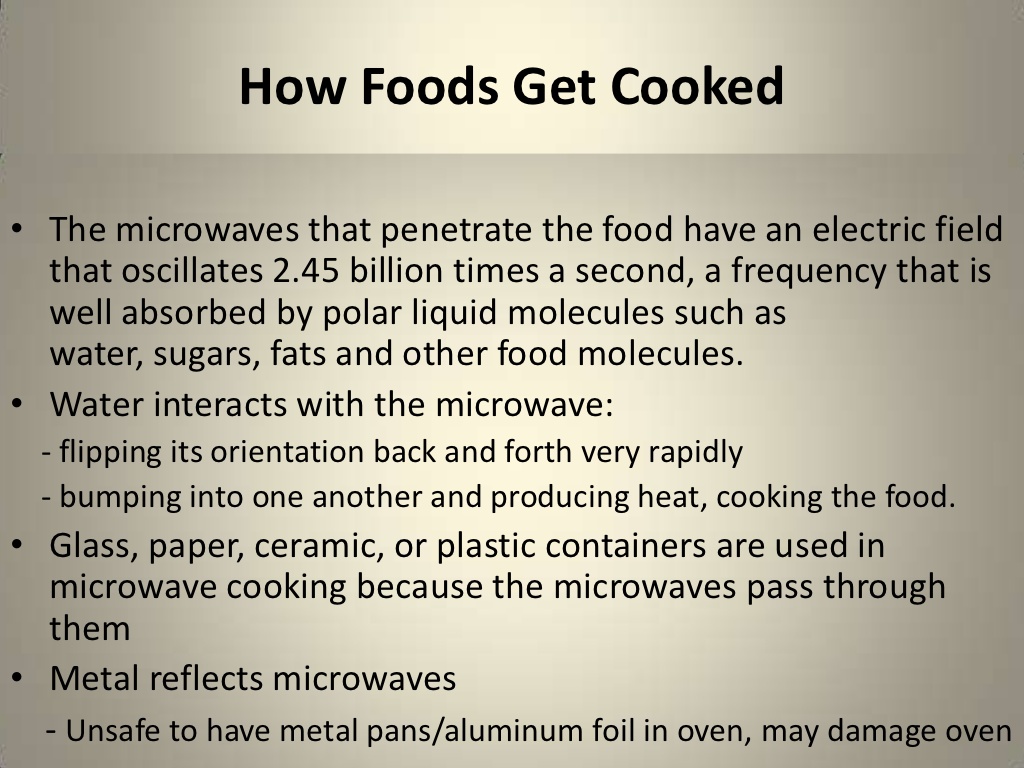 How Foods Get Cooked
• The microwaves that penetrate the food have an electric field
that oscillates 2.45 billion times a second, a frequency that is
well absorbed by polar liquid molecules such as
water, sugars, fats and other food molecules.
• Water interacts with the microwave:
- flipping its orientation back and forth very rapidly
- bumping into one another and producing heat, cooking the food.
• Glass, paper, ceramic, or plastic containers are used in
microwave cooking because the microwaves pass through
them
• Metal reflects microwaves
- Unsafe to have metal pans/aluminum foil in oven, may damage oven